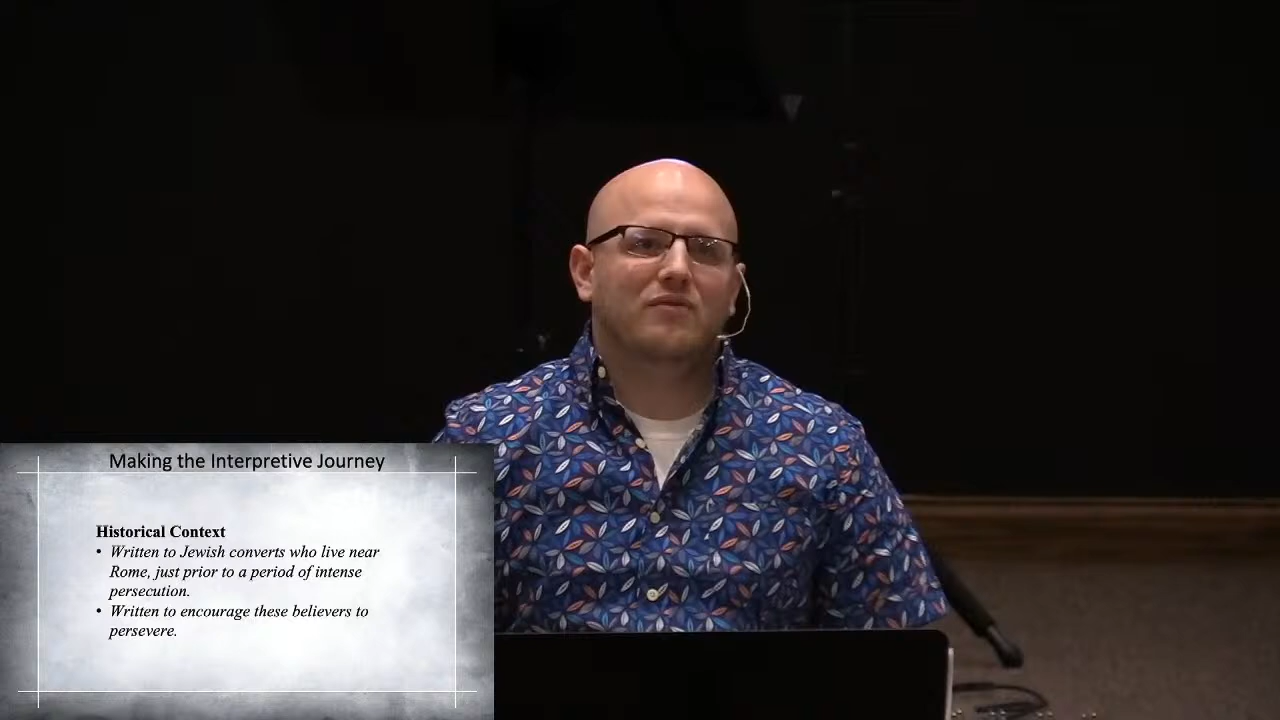 Making the Interpretive Journey
Historical Context
• Written to Jewish converts who live near
Rome, just prior to a period of intense
persecution.
• Written to encourage these believers to
persevere.